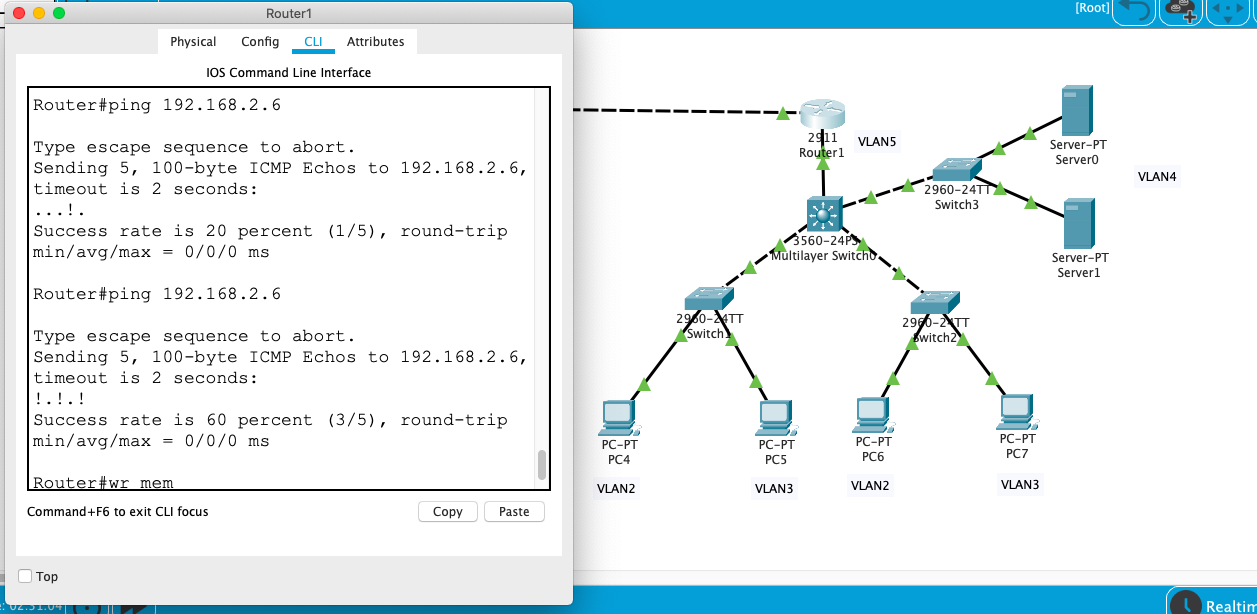 Router1
[Root]
Physical Config CLI Attributes
IOS Command Line Interface
Router#ping 192.168.2.6
Type escape sequence to abort.
Sending 5, 100-byte ICMP Echos to 192.168.2.6,
timeout is 2 seconds:
...!.
Success rate is 20 percent (1/5), round-trip
min/avg/max = 0/0/0 ms
Router#ping 192.168.2.6
Type escape sequence to abort.
Sending 5, 100-byte ICMP Echos to 192.168.2.6,
timeout is 2 seconds:
!.!.!
Success rate is 60 percent (3/5), round-trip
min/avg/max = 0/0/0 ms
Router#wr mem
Command+F6 to exit CLI focus
Copy Paste
Top
2911
Router1
VLAN5
Server-PT
Server0
VLAN4
2960-24TT
Switch3
Server-PT
Server1
3560-24PS
Multilayer Switch0
2960-24TT
Switch1
2960-24TT
Switch2
PC-PT
PC4
VLAN2
PC-PT
PC5
VLAN3
PC-PT
PC6
VLAN2
PC-PT
PC7
VLAN3
Realtim